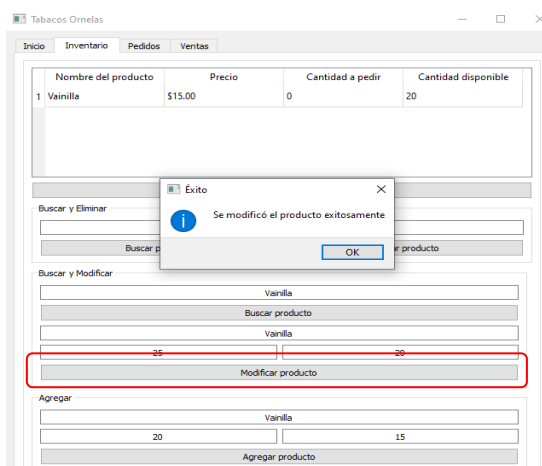 Tabacos Ornelas
Inicio Inventario Pedidos Ventas
Nombre del producto Precio Cantidad a pedir Cantidad disponible
1 Vainilla $15.00 0 20
Éxito
Se modificó el producto exitosamente
OK
Buscar y Eliminar
Buscar producto
Buscar y Modificar
Vainilla
Buscar producto
Vainilla
25 20
Modificar producto
Agregar
Vainilla
20 15
Agregar producto